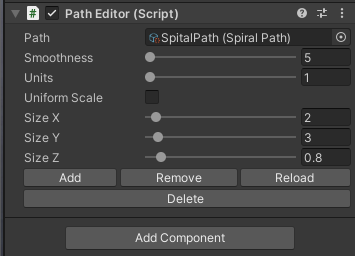 Path Editor (Script)
Path SpitalPath (Spiral Path)
Smoothness 5
Units 1
Uniform Scale
Size X 2
Size Y 3
Size Z 0.8
Add Remove Reload
Delete
Add Component